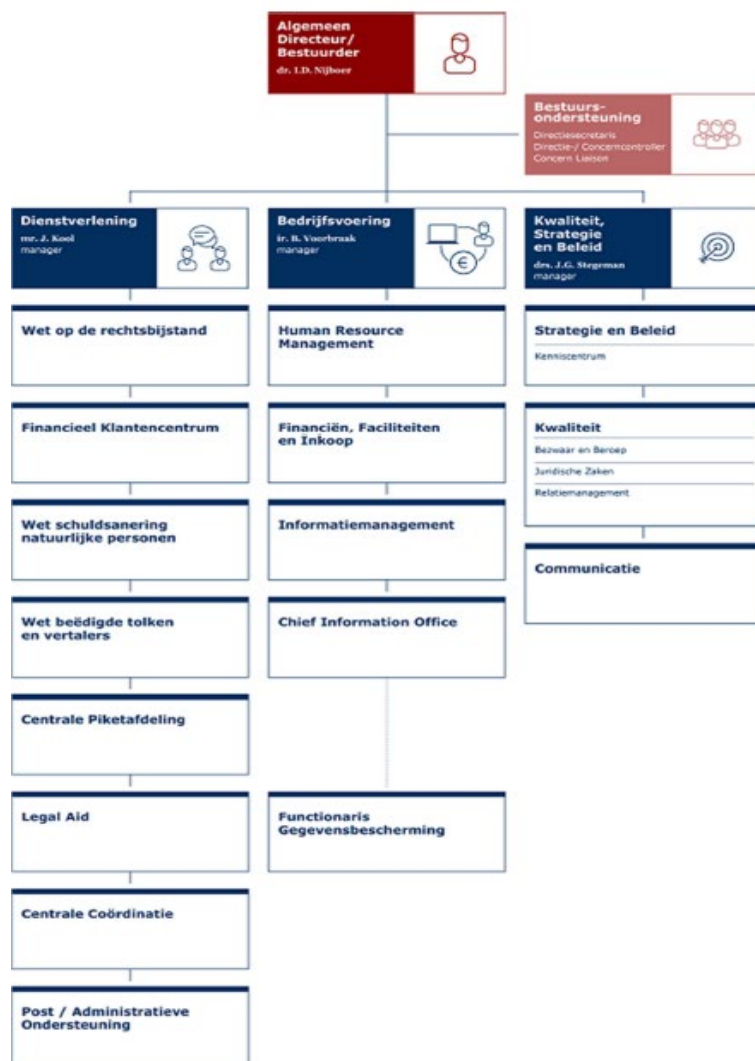 Algemeen
Directeur/
Bestuurder
dr. I.D. Nijboer
Bestuurs-
ondersteuning
Directiesecretaris
Directie-/ Concerncontroller
Concern Liaison
Dienstverlening
mr. J. Kool
manager
Bedrijfsvoering
ir. B. Voorbraak
manager
Kwaliteit,
Strategie
en Beleid
drs. J.G. Stegeman
manager
Wet op de rechtsbijstand
Financieel Klantencentrum
Wet schuldsanering
natuurlijke personen
Wet beëdigde tolken
en vertalers
Centrale Piketafdeling
Legal Aid
Centrale Coördinatie
Post / Administratieve
Ondersteuning
Human Resource
Management
Financiën, Faciliteiten
en Inkoop
Informatiemanagement
Chief Information Office
Functionaris
Gegevensbescherming
Strategie en Beleid
Kenniscentrum
Kwaliteit
Bezwaar en Beroep
Juridische Zaken
Relatiemanagement
Communicatie